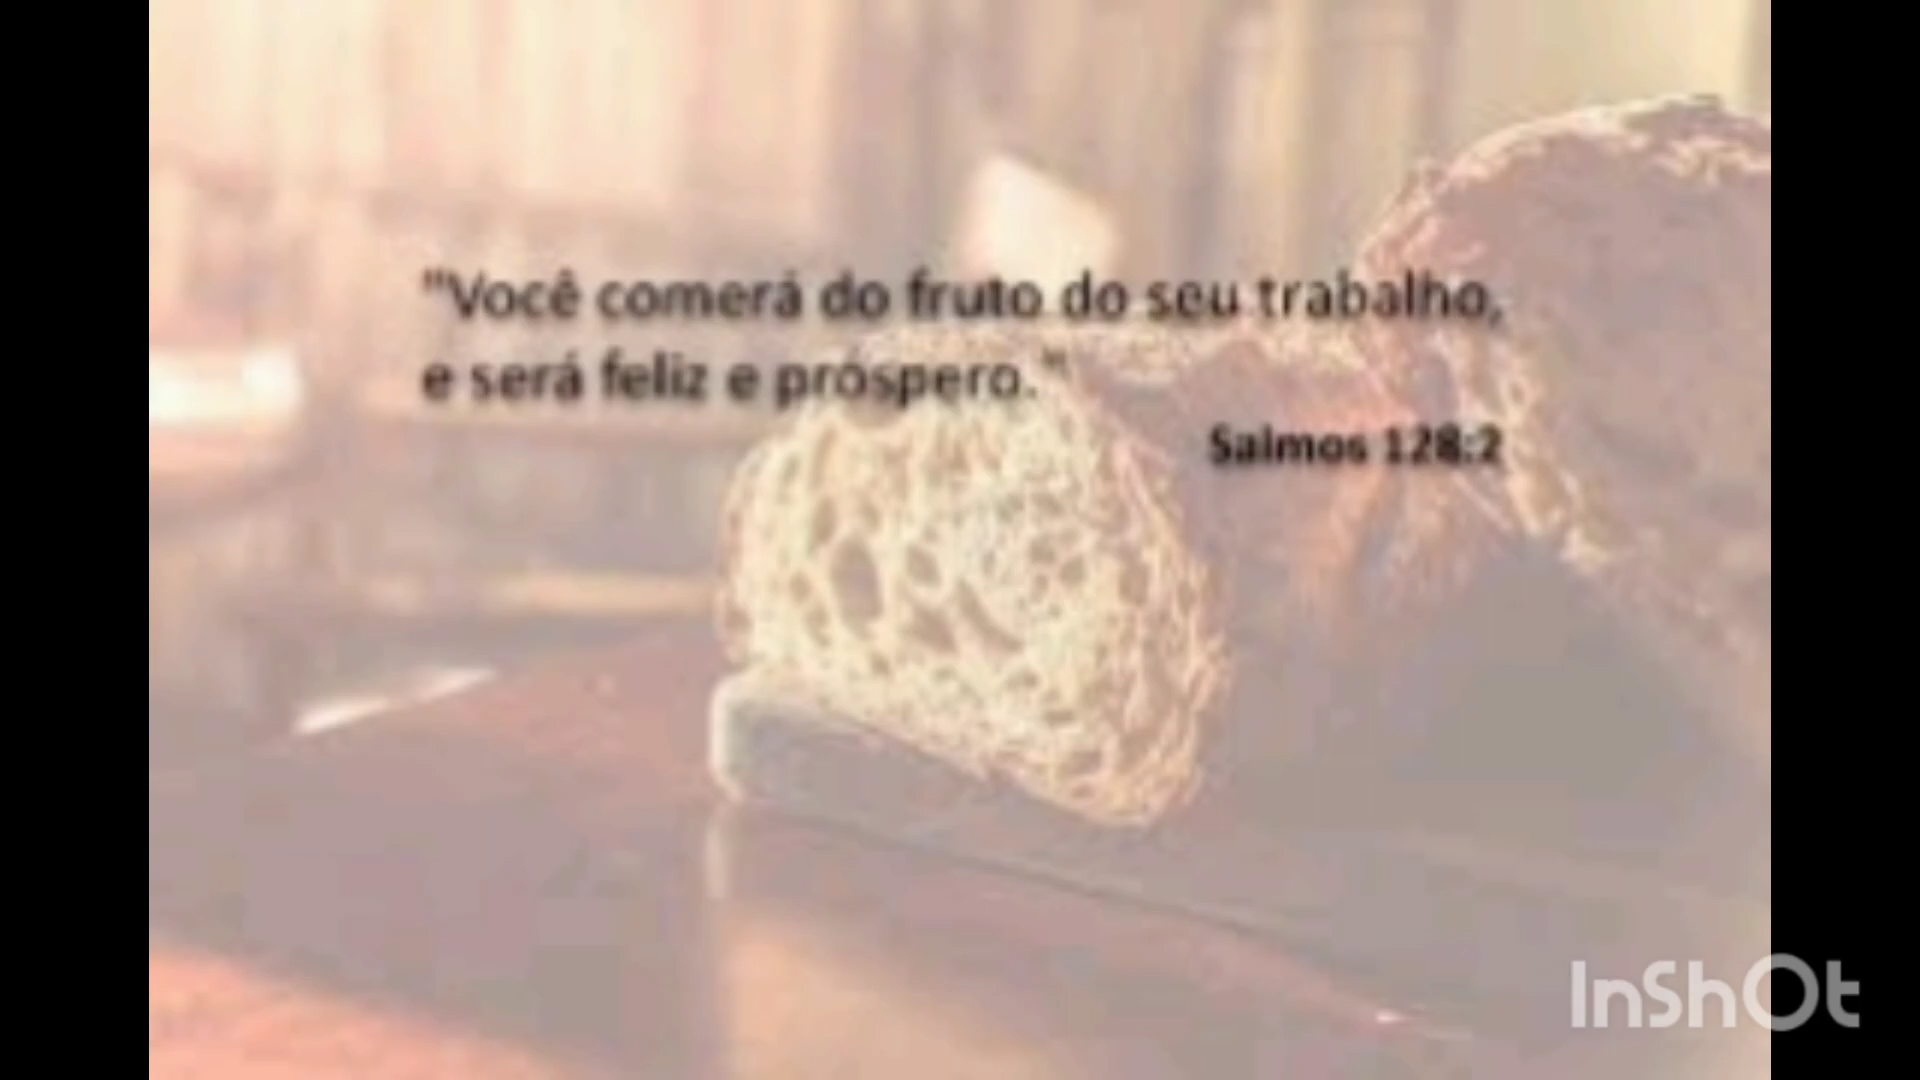 "Você comerá do fruto do seu trabalho,
e será feliz e próspero."
Salmos 128:2
InShOt